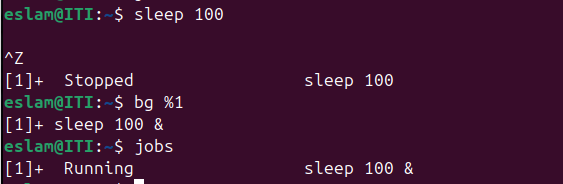 eslam@ITI:~$ sleep 100
^Z
[1]+  Stopped                 sleep 100
eslam@ITI:~$ bg %1
[1]+ sleep 100 &
eslam@ITI:~$ jobs
[1]+  Running                 sleep 100 &